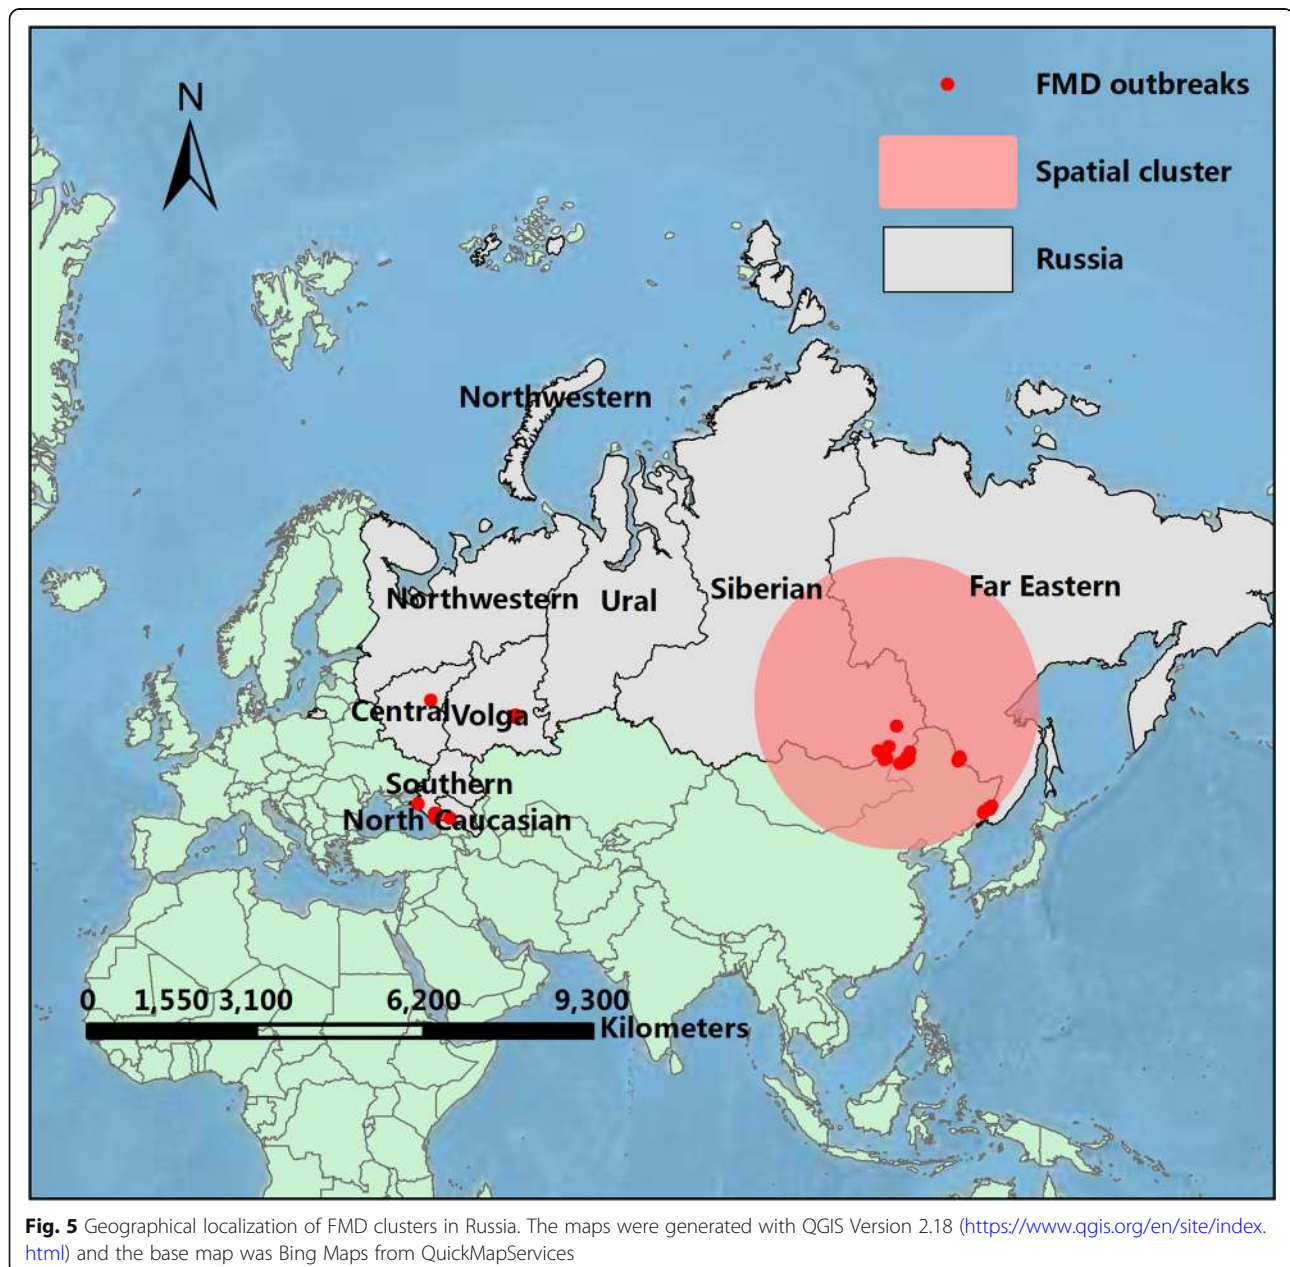 N
FMD outbreaks
Spatial cluster
Russia
Northwestern
Northwestern
Ural
Siberian
Far Eastern
Central
Volga
Southern
North Caucasian
0 1,550 3,100 6,200 9,300
Kilometers
Fig. 5 Geographical localization of FMD clusters in Russia. The maps were generated with QGIS Version 2.18 (https://www.qgis.org/en/site/index.
html) and the base map was Bing Maps from QuickMapServices